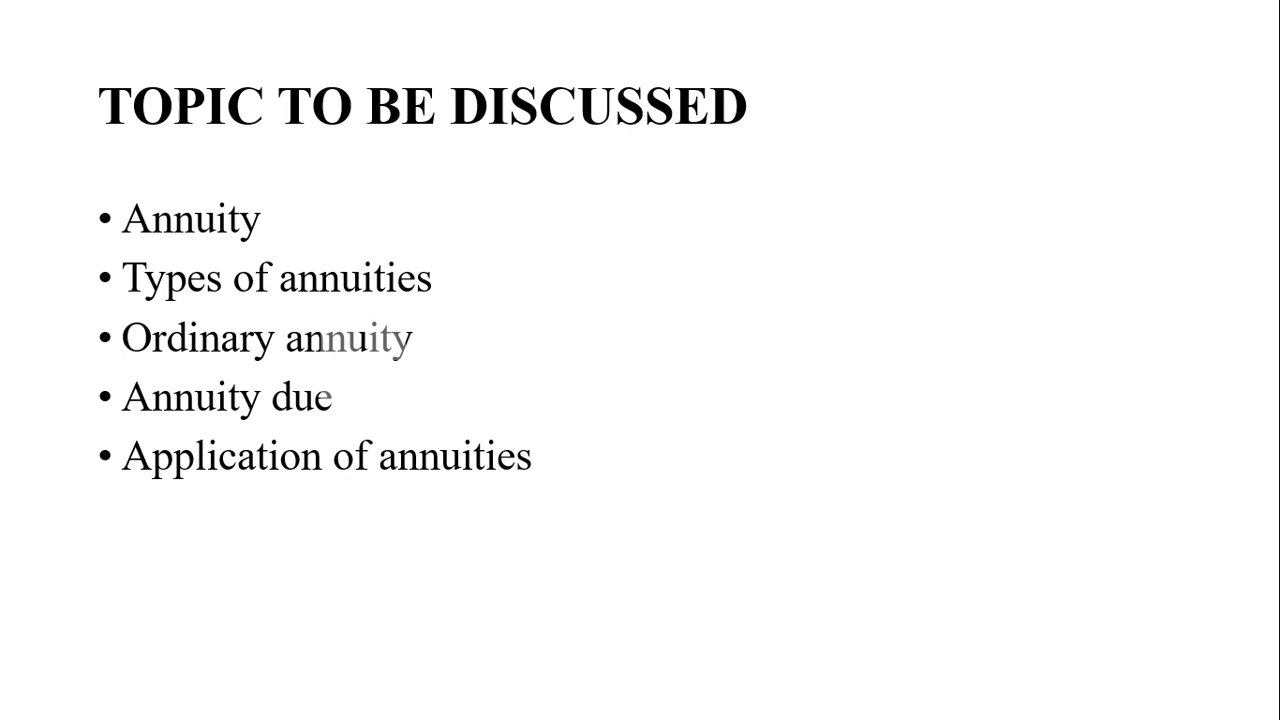 TOPIC TO BE DISCUSSED
• Annuity
• Types of annuities
• Ordinary annuity
• Annuity due
• Application of annuities